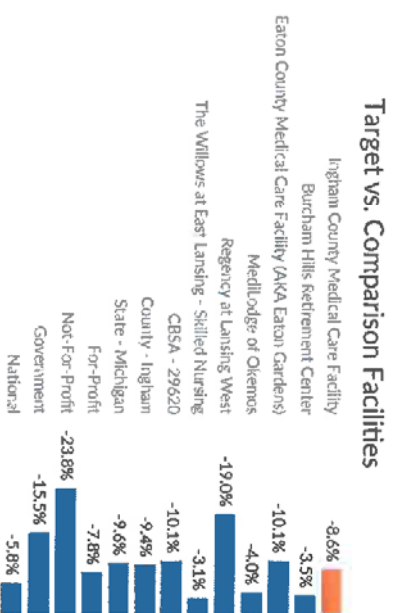 Target vs. Comparison Facilities
Ingham County Medical Care Facility -8.6%
Burcham Hills Retirement Center -3.5%
Eaton County Medical Care Facility (AKA Eaton Gardens) -10.1%
MediLodge of Okemos -4.0%
Regency at Lansing West -19.0%
The Willows at East Lansing - Skilled Nursing -3.1%
CBSA - 29620 -10.1%
County - Ingham -9.4%
State - Michigan -9.6%
For-Profit -7.8%
Not-For-Profit -23.8%
Government -15.5%
National -5.8%